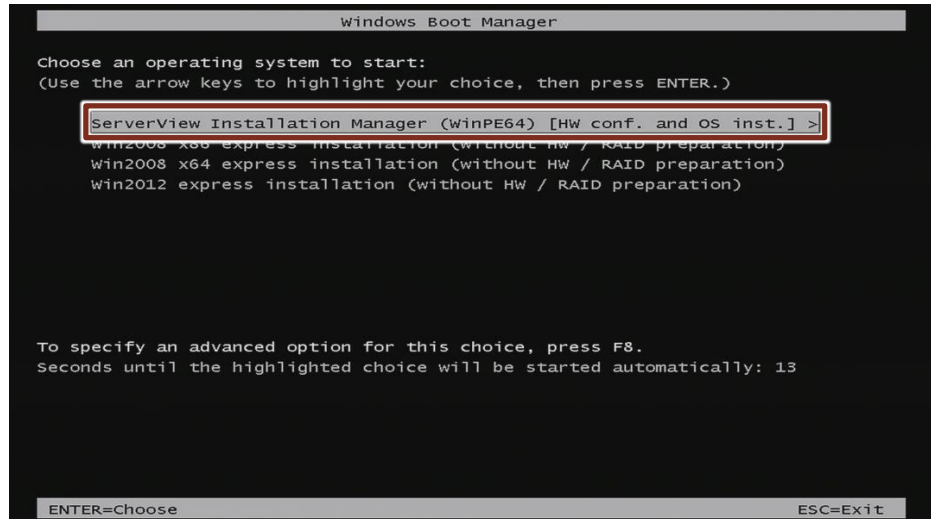 Windows Boot Manager
Choose an operating system to start:
(Use the arrow keys to highlight your choice, then press ENTER.)
ServerView Installation Manager (WinPE64) [HW conf. and OS inst.] >
Win2008 x86 express installation (without HW / RAID preparation)
Win2008 x64 express installation (without HW / RAID preparation)
Win2012 express installation (without HW / RAID preparation)
To specify an advanced option for this choice, press F8.
Seconds until the highlighted choice will be started automatically: 13
ENTER=Choose ESC=Exit